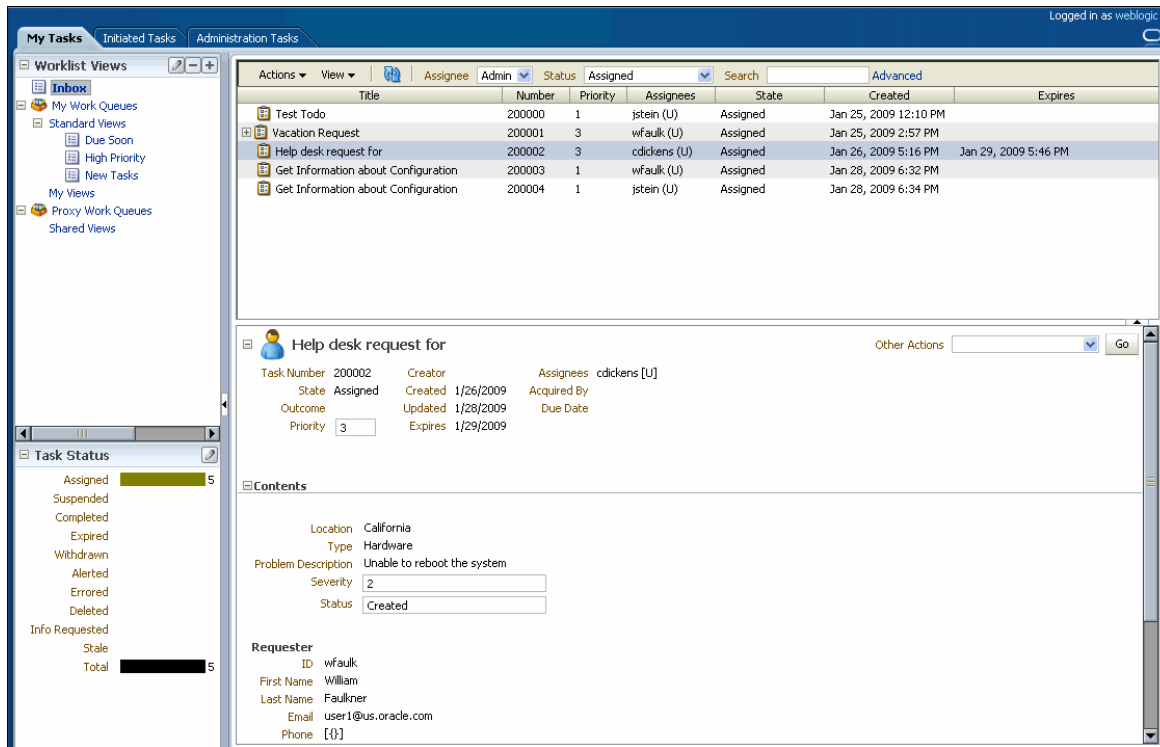 Logged in as weblogic
My Tasks Initiated Tasks Administration Tasks
Worklist Views
Inbox
My Work Queues
Standard Views
Due Soon
High Priority
New Tasks
My Views
Proxy Work Queues
Shared Views
Task Status
Assigned 5
Suspended
Completed
Expired
Withdrawn
Alerted
Errored
Deleted
Info Requested
Stale
Total 5
Actions View Assignee Admin Status Assigned Search Advanced
Title Number Priority Assignees State Created Expires
Test Todo 200000 1 jstein (U) Assigned Jan 25, 2009 12:10 PM
Vacation Request 200001 3 wfaulk (U) Assigned Jan 25, 2009 2:57 PM
Help desk request for 200002 3 cdickens (U) Assigned Jan 26, 2009 5:16 PM Jan 29, 2009 5:46 PM
Get Information about Configuration 200003 1 wfaulk (U) Assigned Jan 28, 2009 6:32 PM
Get Information about Configuration 200004 1 jstein (U) Assigned Jan 28, 2009 6:34 PM
Help desk request for Other Actions Go
Task Number 200002 Creator Assignees cdickens [U]
State Assigned Created 1/26/2009 Acquired By
Outcome Updated 1/28/2009 Due Date
Priority 3 Expires 1/29/2009
Contents
Location California
Type Hardware
Problem Description Unable to reboot the system
Severity 2
Status Created
Requester
ID wfaulk
First Name William
Last Name Faulkner
Email user1@us.oracle.com
Phone [{}]